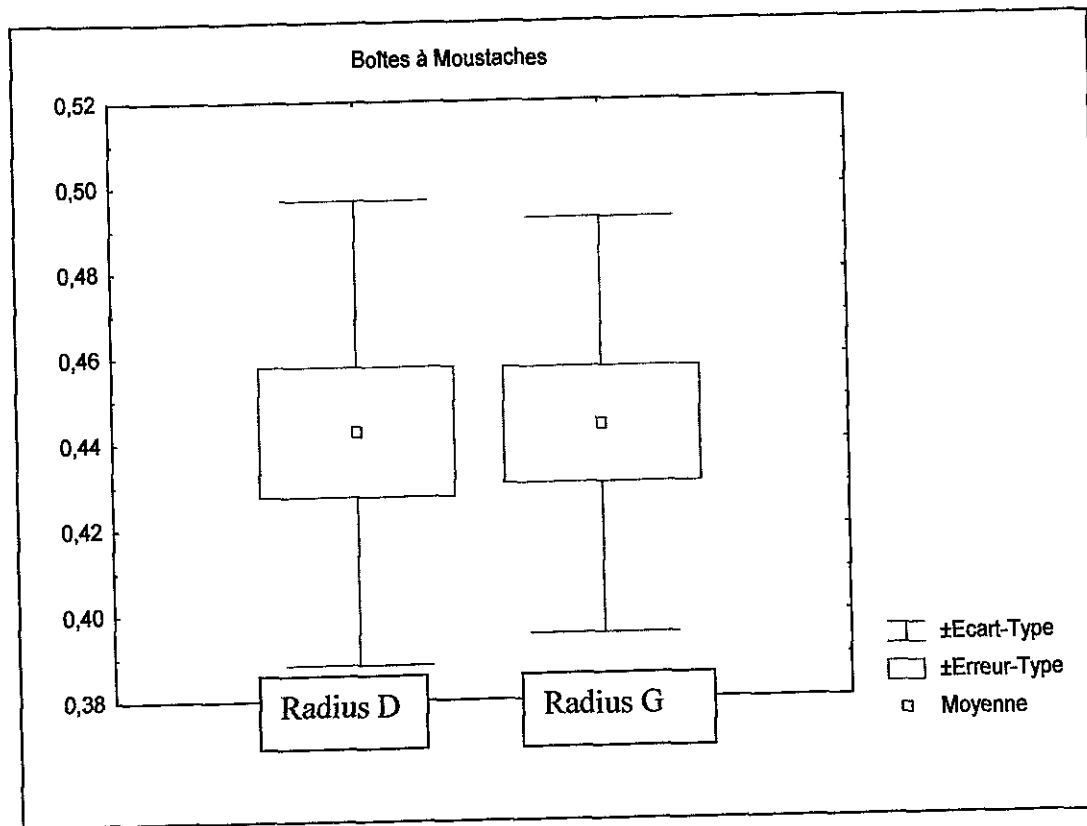 Boîtes à Moustaches
0,52
0,50
0,48
0,46
0,44
0,42
0,40
0,38
Radius D
Radius G
±Ecart-Type
±Erreur-Type
Moyenne